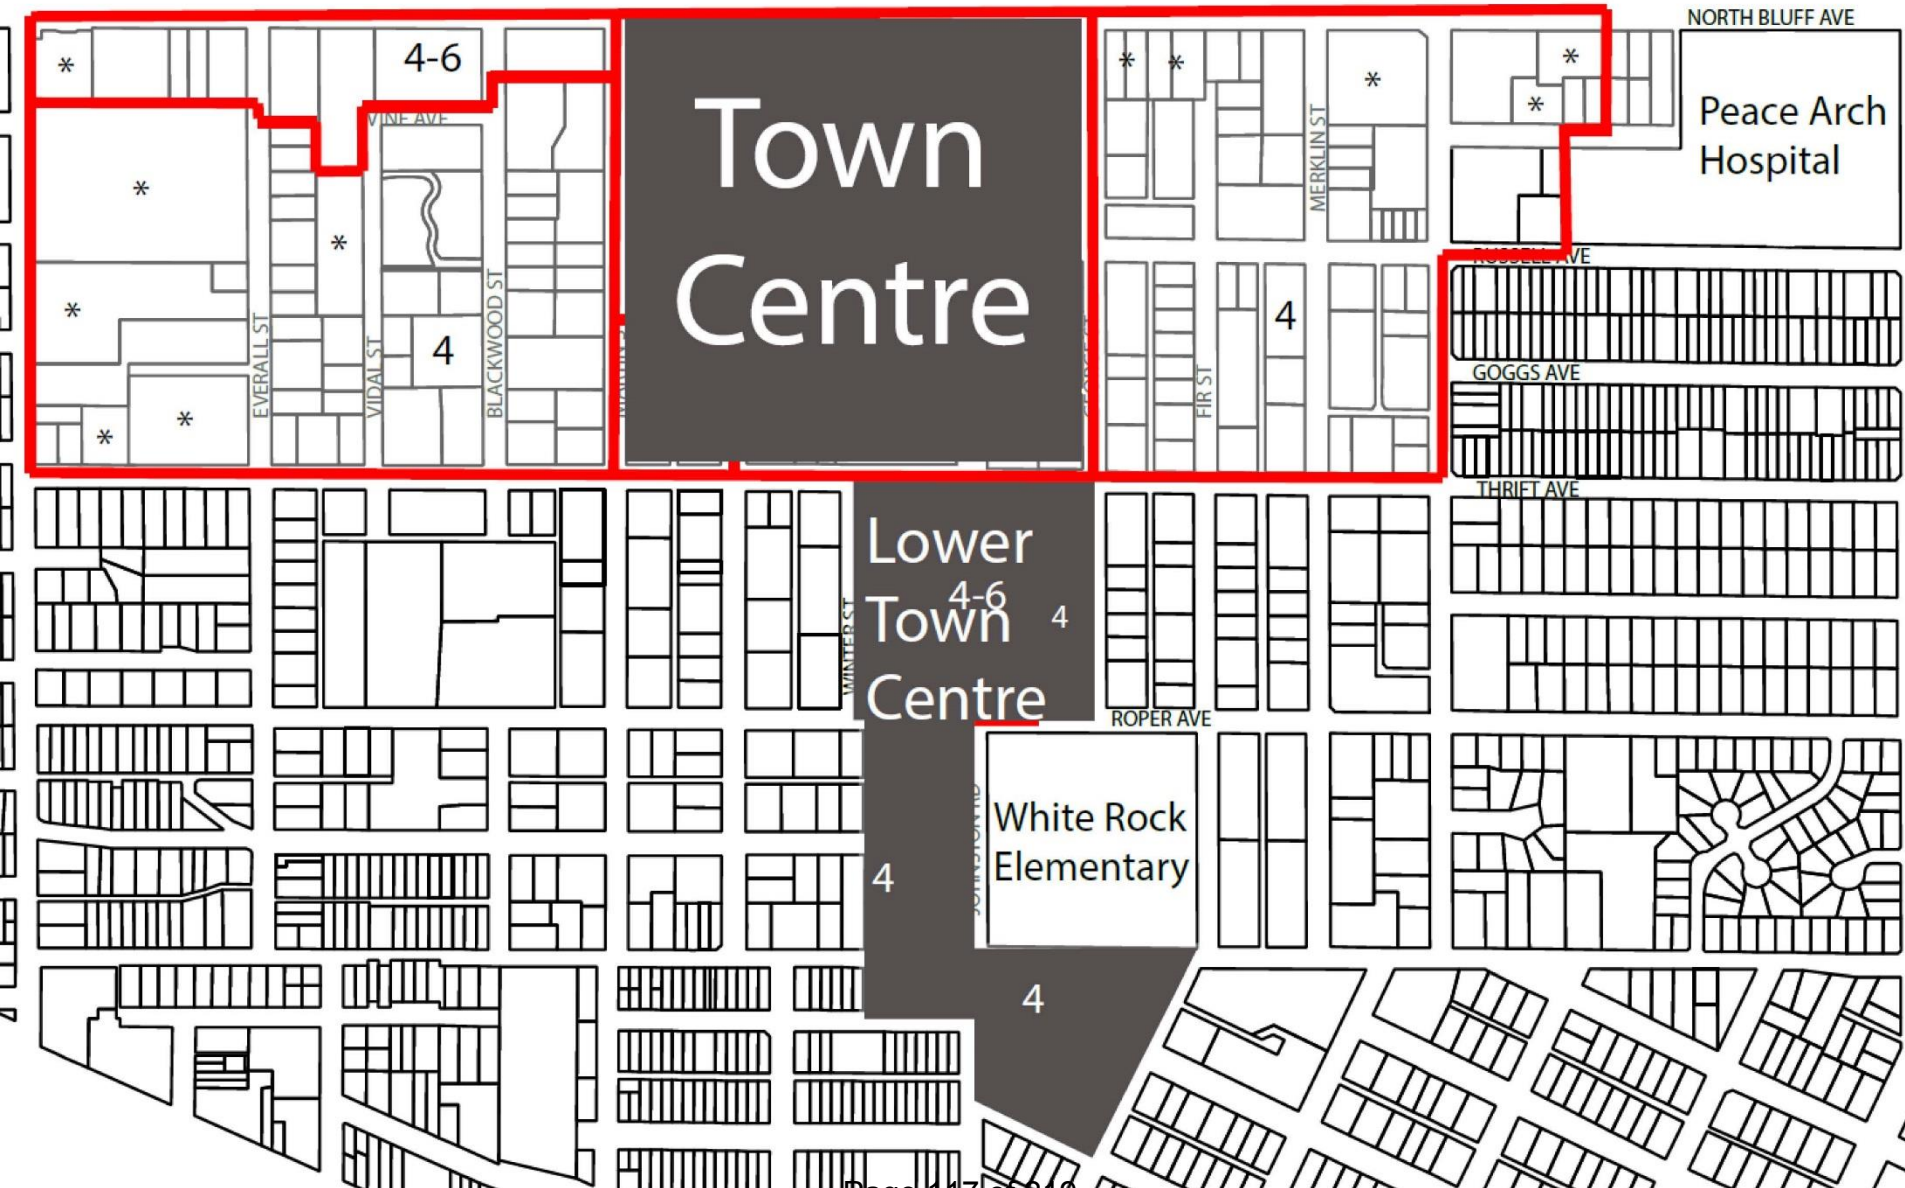 NORTH BLUFF AVE
*
4-6
*
*
*
*
*
Peace Arch
Hospital
VINE AVE
Town
Centre
MERKLIN ST
*
*
*
RUSSELL AVE
EVERALL ST
VIDAL ST
4
BLACKWOOD ST
FIR ST
4
GOGGS AVE
*
*
THRIFT AVE
Lower
4-6
Town
4
Centre
WINTER ST
ROPER AVE
JOHNSTON RD
White Rock
Elementary
4
4